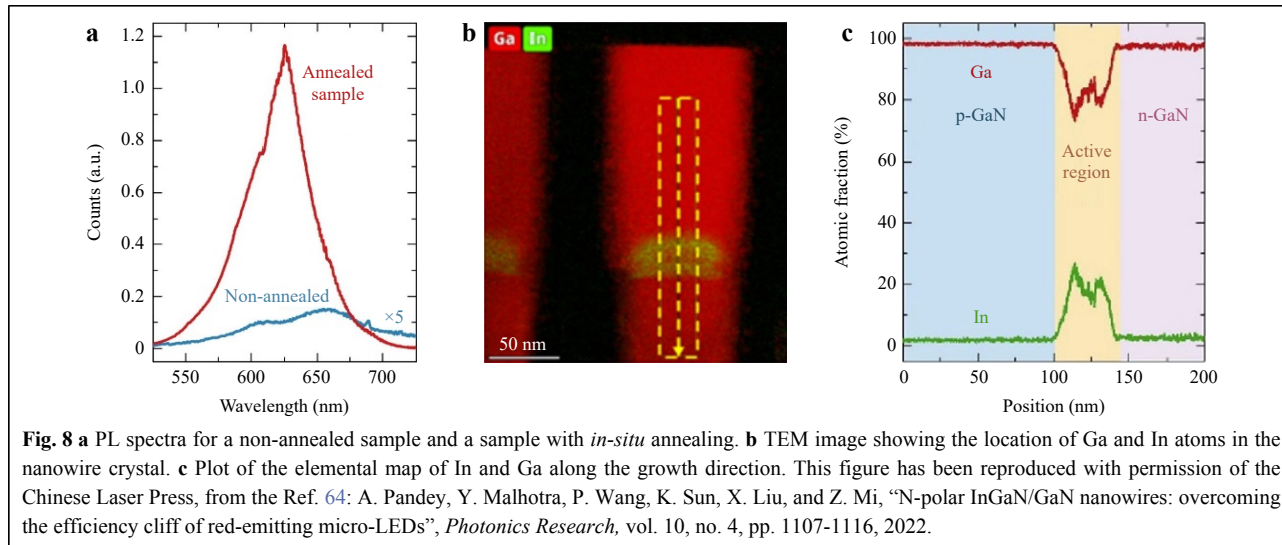 a
1.2
1.0
0.8
0.6
0.4
0.2
0
Counts (a.u.)
Annealed
sample
Non-annealed
×5
550
600
650
700
Wavelength (nm)
b
Ga In
50 nm
c
100
80
60
40
20
0
Atomic fraction (%)
Ga
p-GaN
n-GaN
Active
region
In
0
50
100
150
200
Position (nm)
Fig. 8 a PL spectra for a non-annealed sample and a sample with in-situ annealing. b TEM image showing the location of Ga and In atoms in the
nanowire crystal. c Plot of the elemental map of In and Ga along the growth direction. This figure has been reproduced with permission of the
Chinese Laser Press, from the Ref. 64: A. Pandey, Y. Malhotra, P. Wang, K. Sun, X. Liu, and Z. Mi, “N-polar InGaN/GaN nanowires: overcoming
the efficiency cliff of red-emitting micro-LEDs”, Photonics Research, vol. 10, no. 4, pp. 1107-1116, 2022.